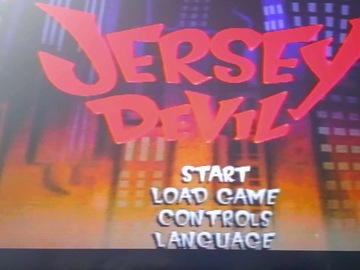 JERSEY
DEVIL
START
LOAD GAME
CONTROLS
LANGUAGE